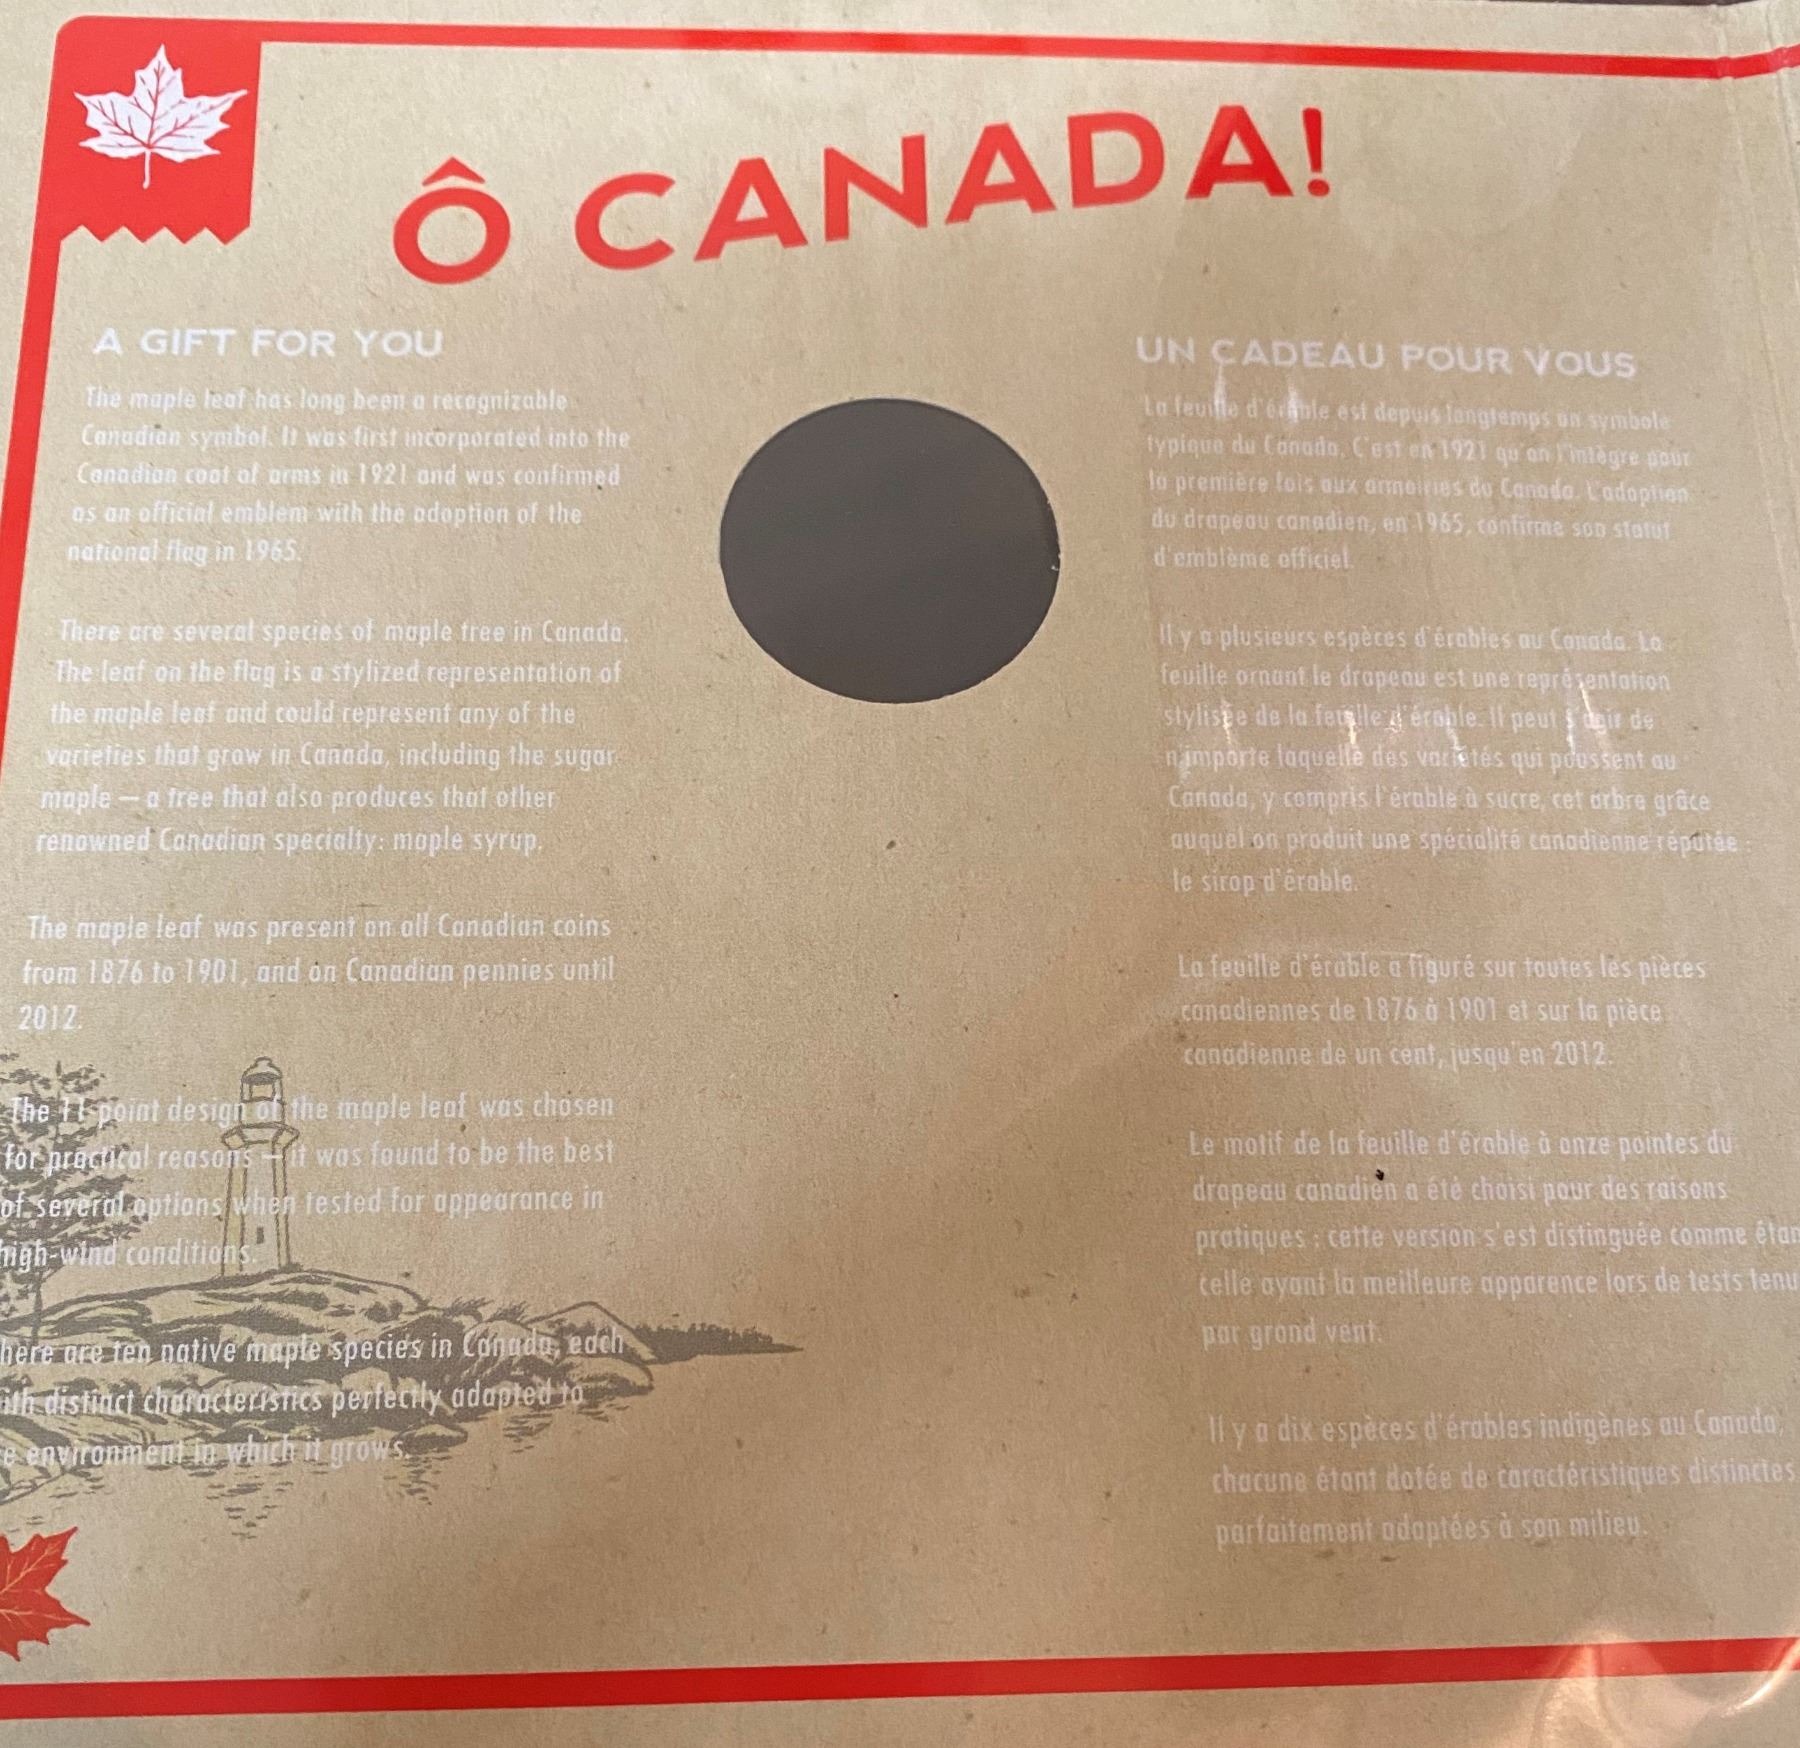 Ô CANADA!
A GIFT FOR YOU
The maple leaf has long been a recognizable
Canadian symbol. It was first incorporated into the
Canadian coat of arms in 1921 and was confirmed
as an official emblem with the adoption of the
national flag in 1965.
There are several species of maple tree in Canada.
The leaf on the flag is a stylized representation of
the maple leaf and could represent any of the
varieties that grow in Canada, including the sugar
maple — a tree that also produces that other
renowned Canadian specialty: maple syrup.
The maple leaf was present on all Canadian coins
from 1876 to 1901, and on Canadian pennies until
2012.
The 11 point design of the maple leaf was chosen
for practical reasons — it was found to be the best
of several options when tested for appearance in
high-wind conditions.
here are ten native maple species in Canada, each
ith distinct characteristics perfectly adapted to
e environment in which it grows.
UN CADEAU POUR VOUS
La feuille d'érable est depuis longtemps un symbole
typique du Canada. C'est en 1921 qu'on l'intègre pour
la première fois aux armoiries du Canada. L'adoption
du drapeau canadien, en 1965, confirme son statut
d'emblème officiel.
Il y a plusieurs espèces d'érables au Canada. La
feuille ornant le drapeau est une représentation
stylisée de la feuille d'érable. Il peut s'agir de
n'importe laquelle des variétés qui poussent au
Canada, y compris l'érable à sucre, cet arbre grâce
auquel on produit une spécialité canadienne réputée :
le sirop d'érable.
La feuille d'érable a figuré sur toutes les pièces
canadiennes de 1876 à 1901 et sur la pièce
canadienne de un cent, jusqu'en 2012.
Le motif de la feuille d'érable à onze pointes du
drapeau canadien a été choisi pour des raisons
pratiques : cette version s'est distinguée comme étan
celle ayant la meilleure apparence lors de tests tenu
par grand vent.
Il y a dix espèces d'érables indigènes au Canada,
chacune étant dotée de caractéristiques distinctes
parfaitement adaptées à son milieu.